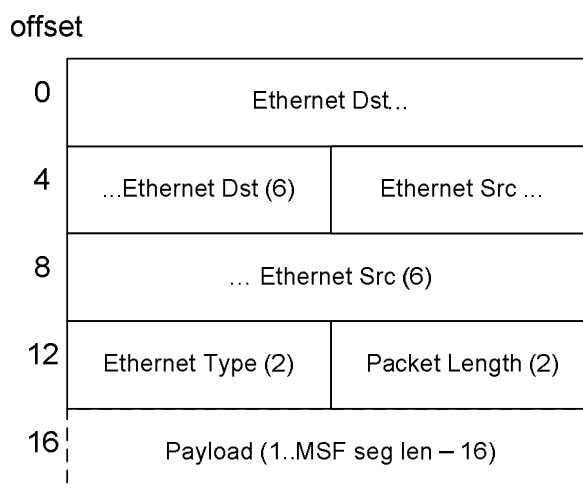 offset
0
Ethernet Dst...
4
...Ethernet Dst (6)
Ethernet Src ...
8
... Ethernet Src (6)
12
Ethernet Type (2)
Packet Length (2)
16
Payload (1..MSF seg len – 16)